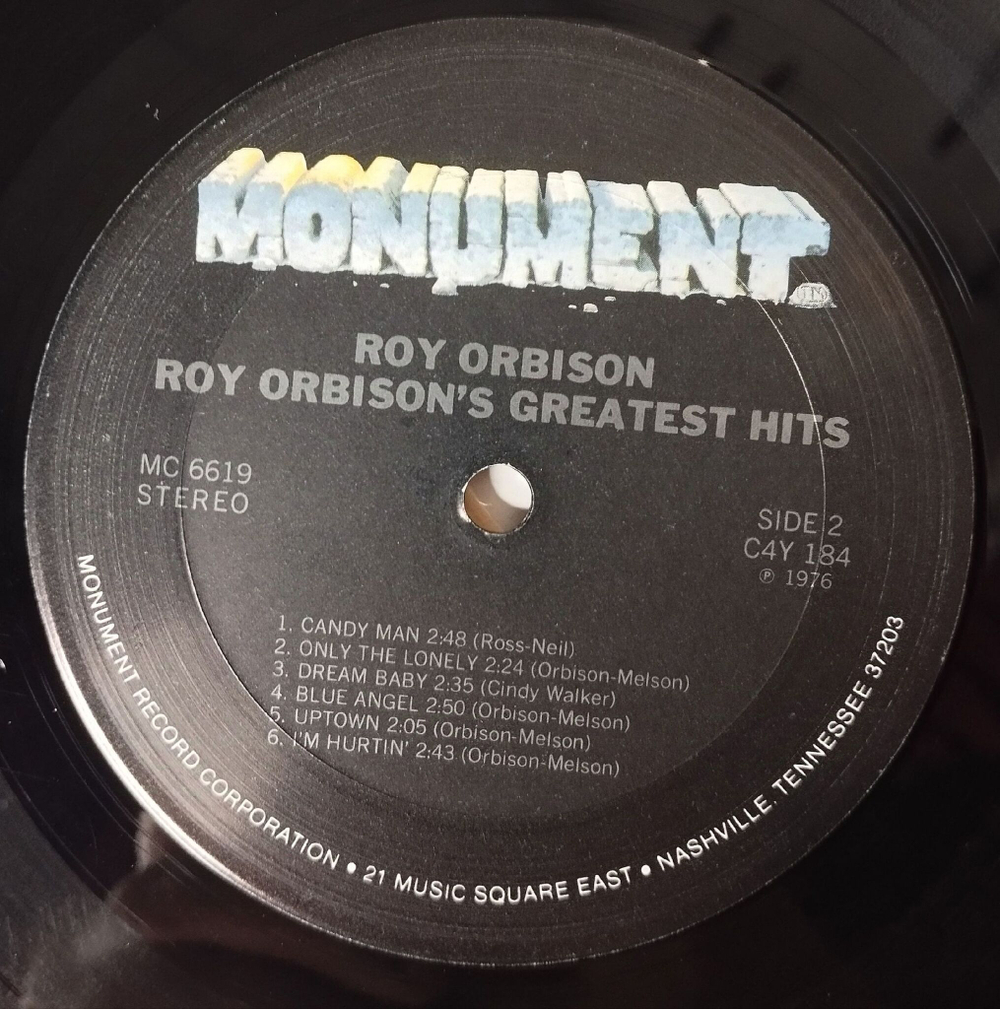 MONUMENT
TM
ROY ORBISON
ROY ORBISON'S GREATEST HITS
MC 6619
STEREO
SIDE 2
C4Y 184
℗ 1976
1. CANDY MAN 2:48 (Ross-Neil)
2. ONLY THE LONELY 2:24 (Orbison-Melson)
3. DREAM BABY 2:35 (Cindy Walker)
4. BLUE ANGEL 2:50 (Orbison-Melson)
5. UPTOWN 2:05 (Orbison-Melson)
6. I'M HURTIN' 2:43 (Orbison-Melson)
MONUMENT RECORD CORPORATION • 21 MUSIC SQUARE EAST • NASHVILLE, TENNESSEE 37203